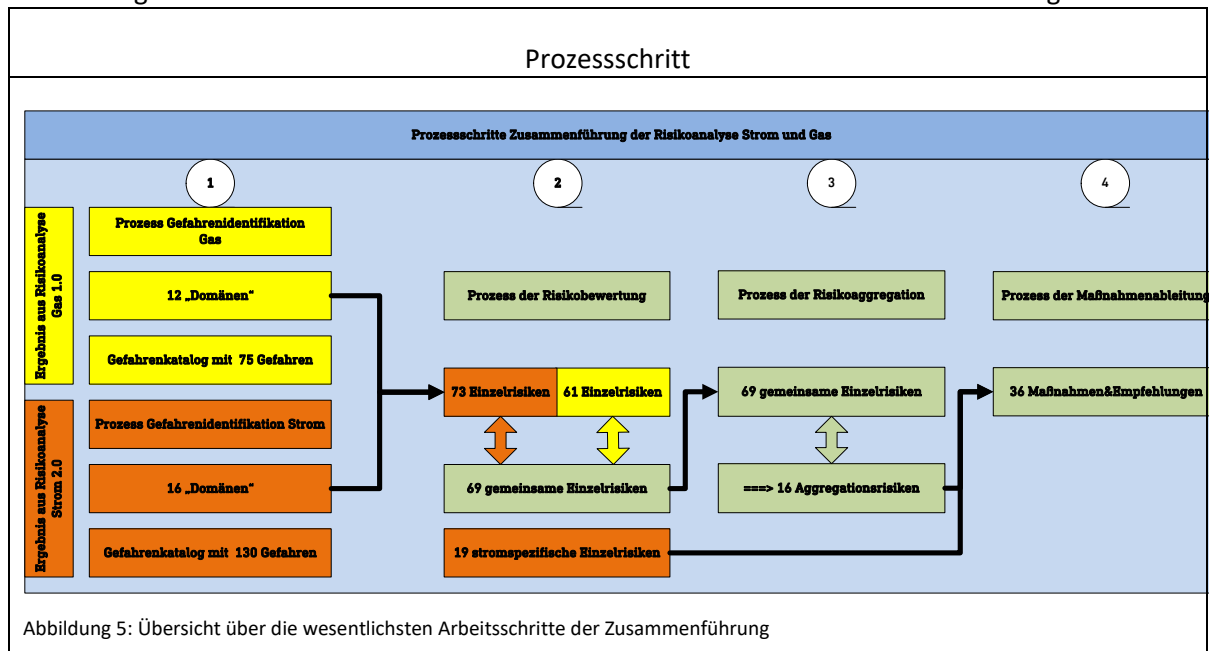 Prozessschritt
Prozessschritte Zusammenführung der Risikoanalyse Strom und Gas
1
2
3
4
Ergebnis aus Risikoanalyse
Gas 1.0
Prozess Gefahrenidentifikation
Gas
12 „Domänen“
Gefahrenkatalog mit 75 Gefahren
Ergebnis aus Risikoanalyse
Strom 2.0
Prozess Gefahrenidentifikation Strom
16 „Domänen“
Gefahrenkatalog mit 130 Gefahren
Prozess der Risikobewertung
73 Einzelrisiken
61 Einzelrisiken
69 gemeinsame Einzelrisiken
19 stromspezifische Einzelrisiken
Prozess der Risikoaggregation
69 gemeinsame Einzelrisiken
===> 16 Aggregationsrisiken
Prozess der Maßnahmenableitung
36 Maßnahmen&Empfehlungen
Abbildung 5: Übersicht über die wesentlichsten Arbeitsschritte der Zusammenführung